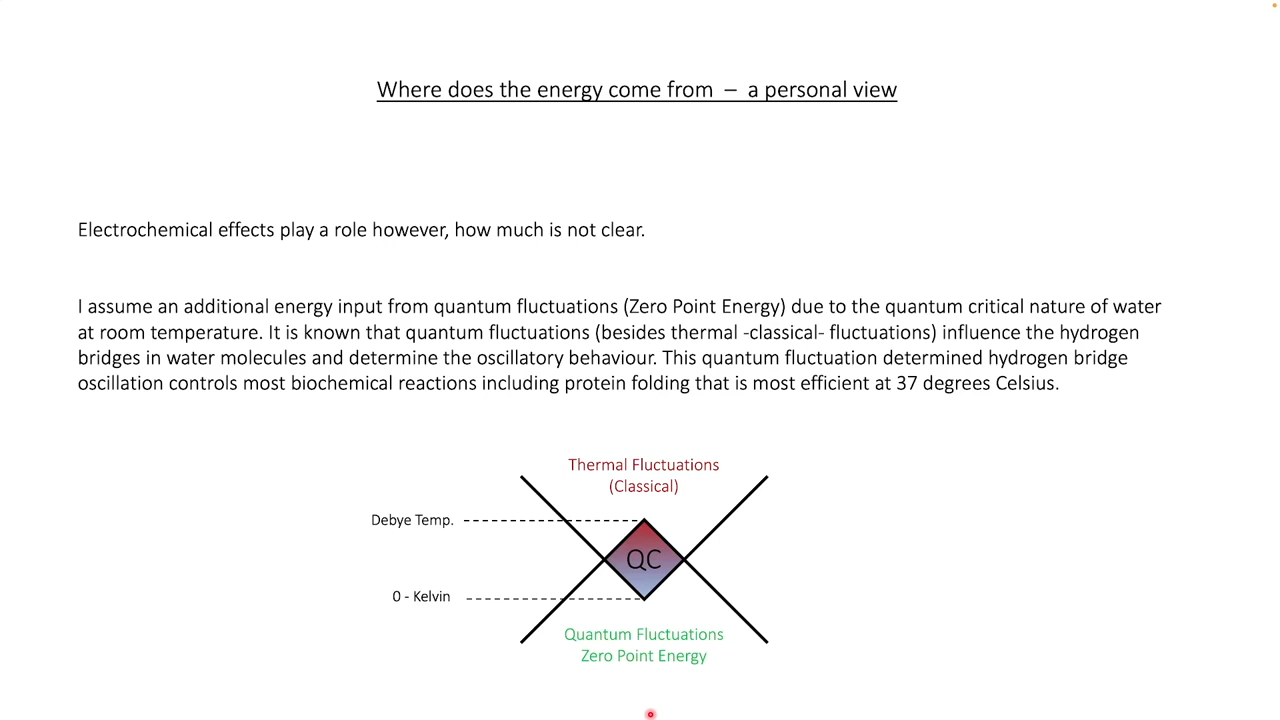 Where does the energy come from – a personal view
Electrochemical effects play a role however, how much is not clear.
I assume an additional energy input from quantum fluctuations (Zero Point Energy) due to the quantum critical nature of water
at room temperature. It is known that quantum fluctuations (besides thermal -classical- fluctuations) influence the hydrogen
bridges in water molecules and determine the oscillatory behaviour. This quantum fluctuation determined hydrogen bridge
oscillation controls most biochemical reactions including protein folding that is most efficient at 37 degrees Celsius.
Thermal Fluctuations
(Classical)
Debye Temp.
QC
0 - Kelvin
Quantum Fluctuations
Zero Point Energy